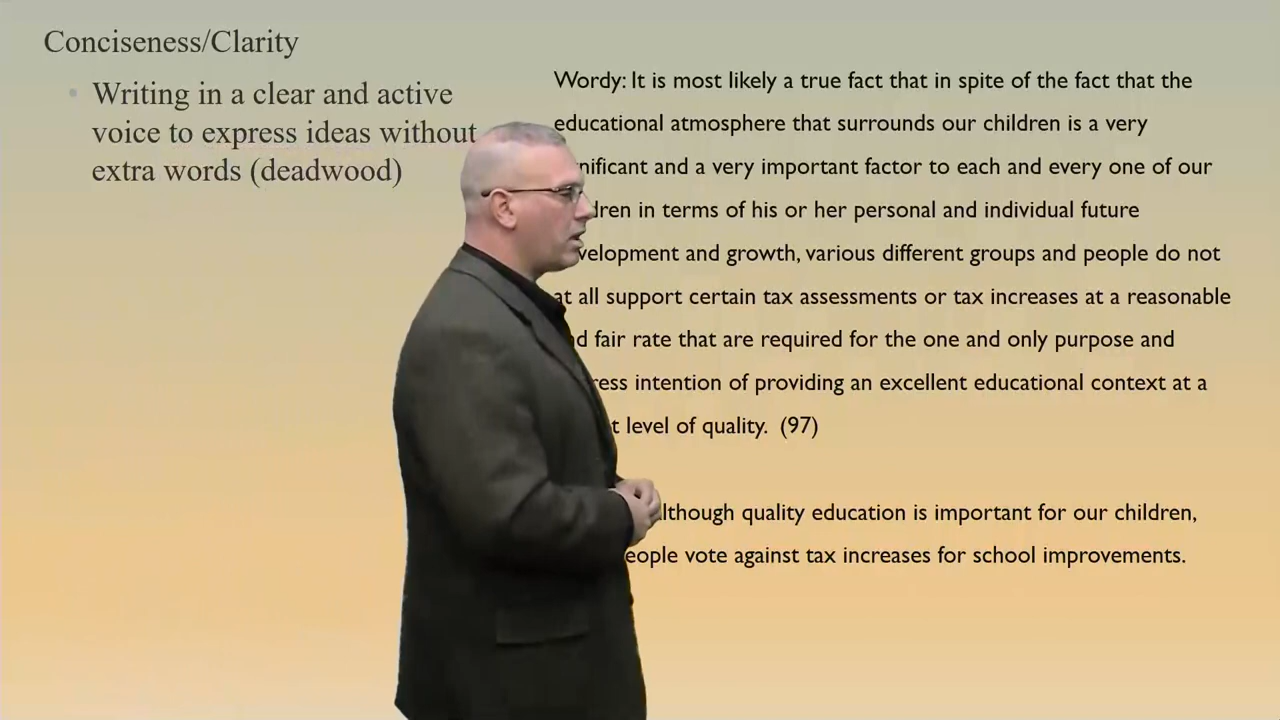 Conciseness/Clarity
• Writing in a clear and active
voice to express ideas without
extra words (deadwood)
Wordy: It is most likely a true fact that in spite of the fact that the
educational atmosphere that surrounds our children is a very
and a very important factor to each and every one of our
in terms of his or her personal and individual future
and growth, various different groups and people do not
at all support certain tax assessments or tax increases at a reasonable
fair rate that are required for the one and only purpose and
intention of providing an excellent educational context at a
level of quality. (97)
although quality education is important for our children,
people vote against tax increases for school improvements.